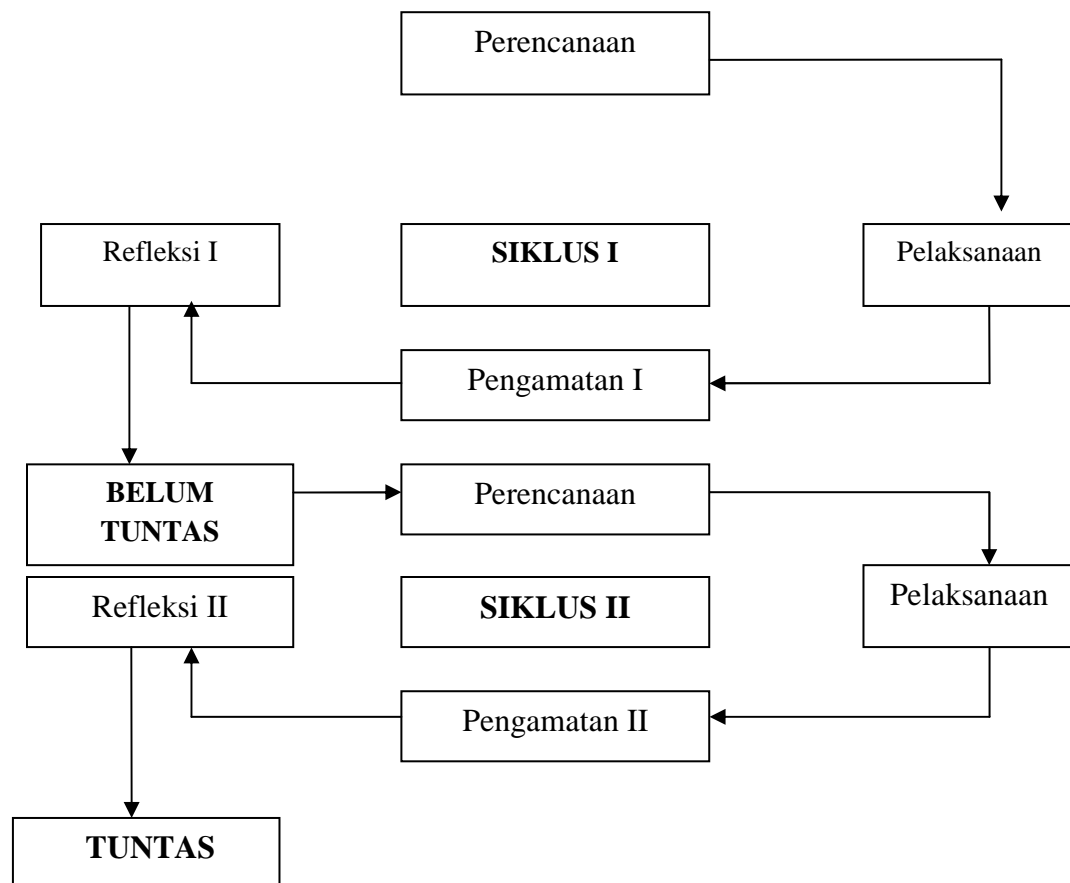 Perencanaan
Refleksi I
SIKLUS I
Pelaksanaan
Pengamatan I
BELUM
TUNTAS
Perencanaan
Refleksi II
SIKLUS II
Pelaksanaan
Pengamatan II
TUNTAS